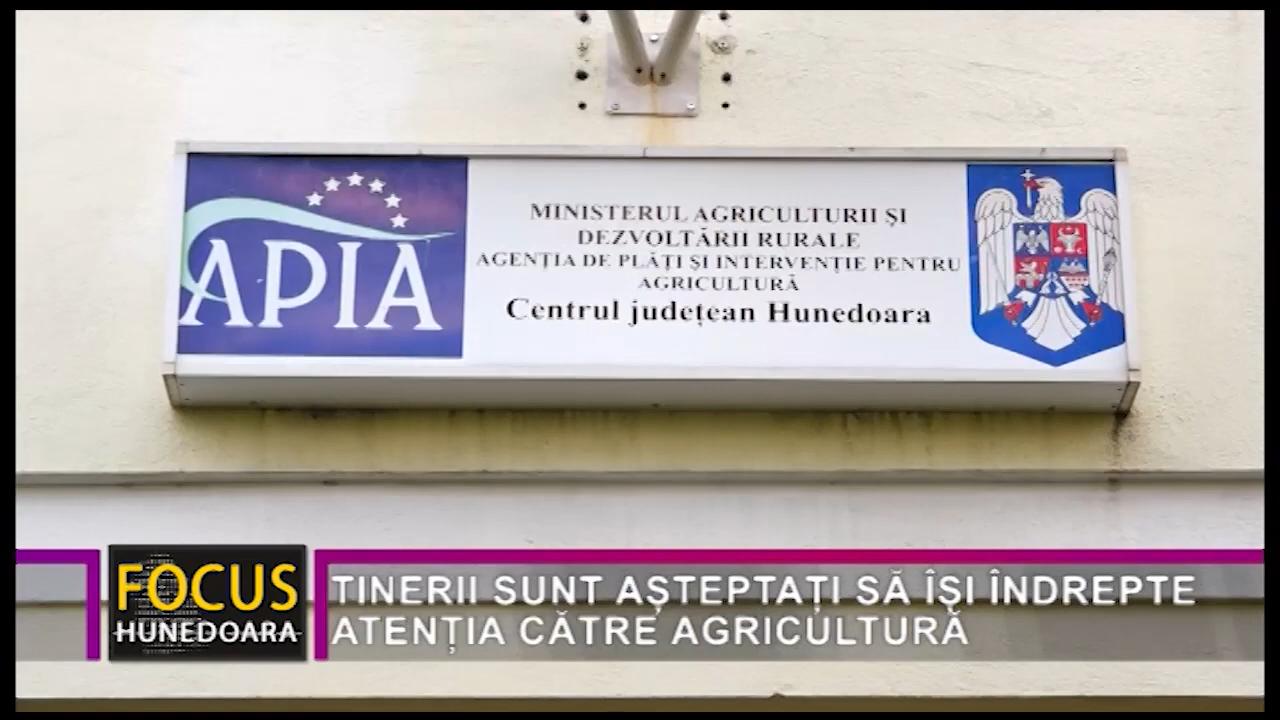 APIA
MINISTERUL AGRICULTURII ȘI
DEZVOLTĂRII RURALE
AGENȚIA DE PLĂȚI ȘI INTERVENȚIE PENTRU
AGRICULTURĂ
Centrul județean Hunedoara
FOCUS
HUNEDOARA
TINERII SUNT AȘTEPTAȚI SĂ ÎȘI ÎNDREPTE
ATENȚIA CĂTRE AGRICULTURĂ